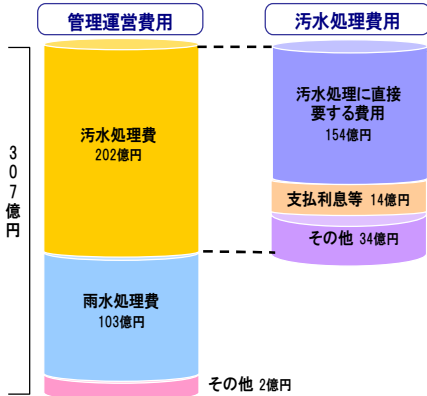 管理運営費用
汚水処理費用
307億円
汚水処理費
202億円
雨水処理費
103億円
その他 2億円
汚水処理に直接
要する費用
154億円
支払利息等 14億円
その他 34億円